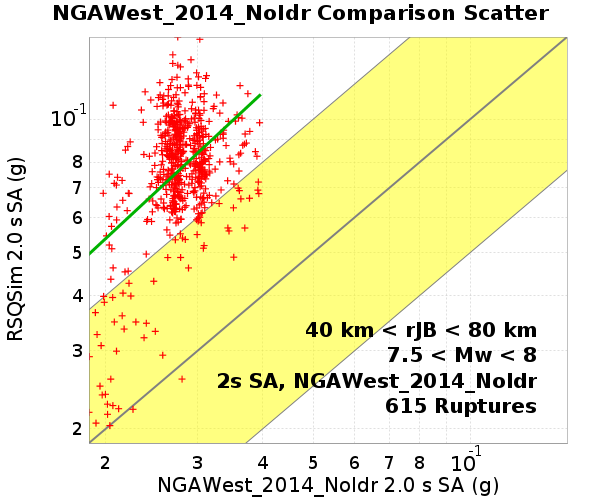 NGAWest_2014_NoIdr Comparison Scatter
RSQSim 2.0 s SA (g)
10-1
8
7
6
5
4
3
2
40 km < rJB < 80 km
7.5 < Mw < 8
2s SA, NGAWest_2014_NoIdr
615 Ruptures
2 3 4 5 6 7 8 10-1
NGAWest_2014_NoIdr 2.0 s SA (g)